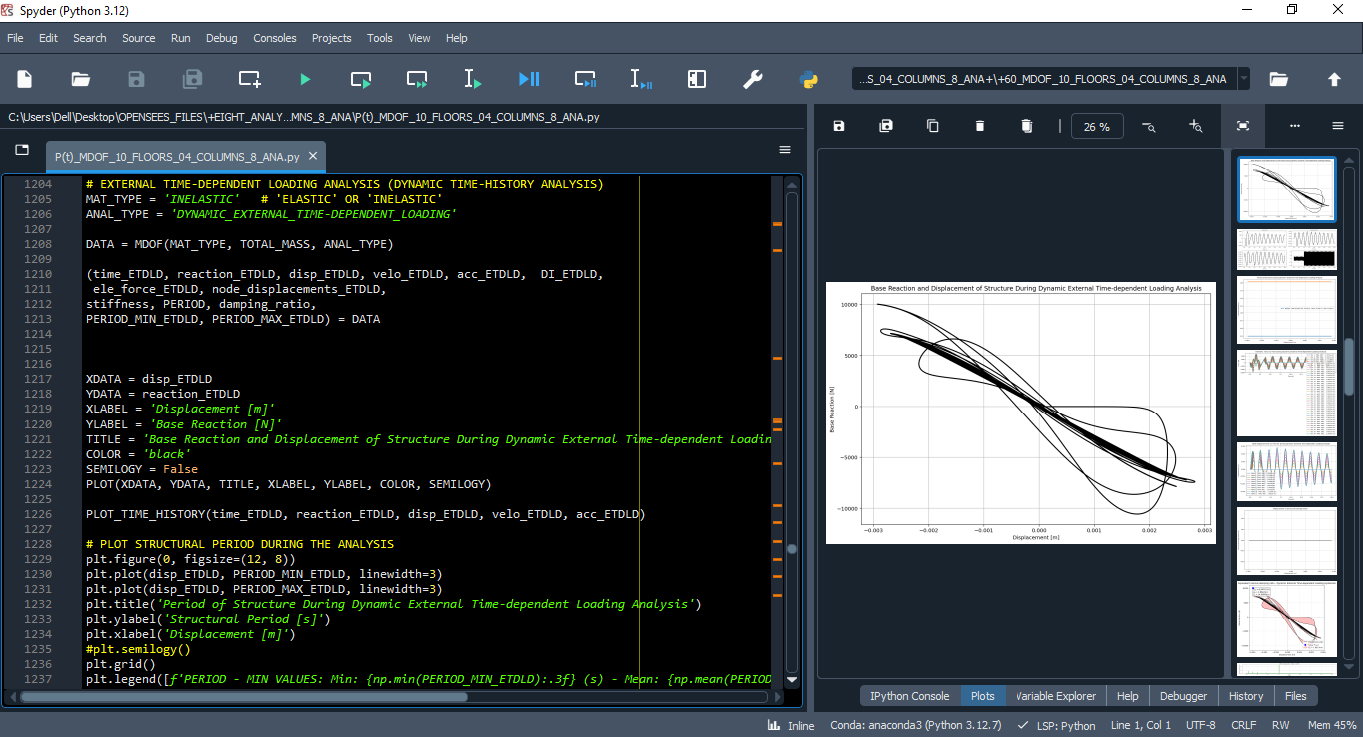 Spyder (Python 3.12)
File Edit Search Source Run Debug Consoles Projects Tools View Help
...S_04_COLUMNS_8_ANA+\+60_MDOF_10_FLOORS_04_COLUMNS_8_ANA
C:\Users\Dell\Desktop\OPENSEES_FILES\+EIGHT_ANALY...MNS_8_ANA\P(t)_MDOF_10_FLOORS_04_COLUMNS_8_ANA.py
P(t)_MDOF_10_FLOORS_04_COLUMNS_8_ANA.py
1204 # EXTERNAL TIME-DEPENDENT LOADING ANALYSIS (DYNAMIC TIME-HISTORY ANALYSIS)
1205 MAT_TYPE = 'INELASTIC'   # 'ELASTIC' OR 'INELASTIC'
1206 ANAL_TYPE = 'DYNAMIC_EXTERNAL_TIME-DEPENDENT_LOADING'
1207
1208 DATA = MDOF(MAT_TYPE, TOTAL_MASS, ANAL_TYPE)
1209
1210 (time_ETDLD, reaction_ETDLD, disp_ETDLD, velo_ETDLD, acc_ETDLD,  DI_ETDLD,
1211  ele_force_ETDLD, node_displacements_ETDLD,
1212 stiffness, PERIOD, damping_ratio,
1213 PERIOD_MIN_ETDLD, PERIOD_MAX_ETDLD) = DATA
1214
1215
1216
1217 XDATA = disp_ETDLD
1218 YDATA = reaction_ETDLD
1219 XLABEL = 'Displacement [m]'
1220 YLABEL = 'Base Reaction [N]'
1221 TITLE = 'Base Reaction and Displacement of Structure During Dynamic External Time-dependent Loadin
1222 COLOR = 'black'
1223 SEMILOGY = False
1224 PLOT(XDATA, YDATA, TITLE, XLABEL, YLABEL, COLOR, SEMILOGY)
1225
1226 PLOT_TIME_HISTORY(time_ETDLD, reaction_ETDLD, disp_ETDLD, velo_ETDLD, acc_ETDLD)
1227
1228 # PLOT STRUCTURAL PERIOD DURING THE ANALYSIS
1229 plt.figure(0, figsize=(12, 8))
1230 plt.plot(disp_ETDLD, PERIOD_MIN_ETDLD, linewidth=3)
1231 plt.plot(disp_ETDLD, PERIOD_MAX_ETDLD, linewidth=3)
1232 plt.title('Period of Structure During Dynamic External Time-dependent Loading Analysis')
1233 plt.ylabel('Structural Period [s]')
1234 plt.xlabel('Displacement [m]')
1235 #plt.semilogy()
1236 plt.grid()
1237 plt.legend([f'PERIOD - MIN VALUES: Min: {np.min(PERIOD_MIN_ETDLD):.3f} (s) - Mean: {np.mean(PERIOD
26 %
Base Reaction and Displacement of Structure During Dynamic External Time-dependent Loading Analysis
Base Reaction [N]
10000
5000
0
−5000
−10000
−0.003 −0.002 −0.001 0.000 0.001 0.002 0.003
Displacement [m]
IPython Console Plots Variable Explorer Help Debugger History Files
Inline Conda: anaconda3 (Python 3.12.7) LSP: Python Line 1, Col 1 UTF-8 CRLF RW Mem 45%